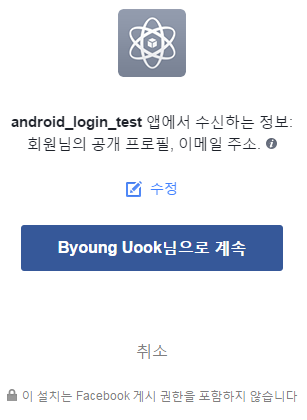 android_login_test 앱에서 수신하는 정보:
회원님의 공개 프로필, 이메일 주소.
수정
Byoung Uook님으로 계속
취소
이 설치는 Facebook 게시 권한을 포함하지 않습니다